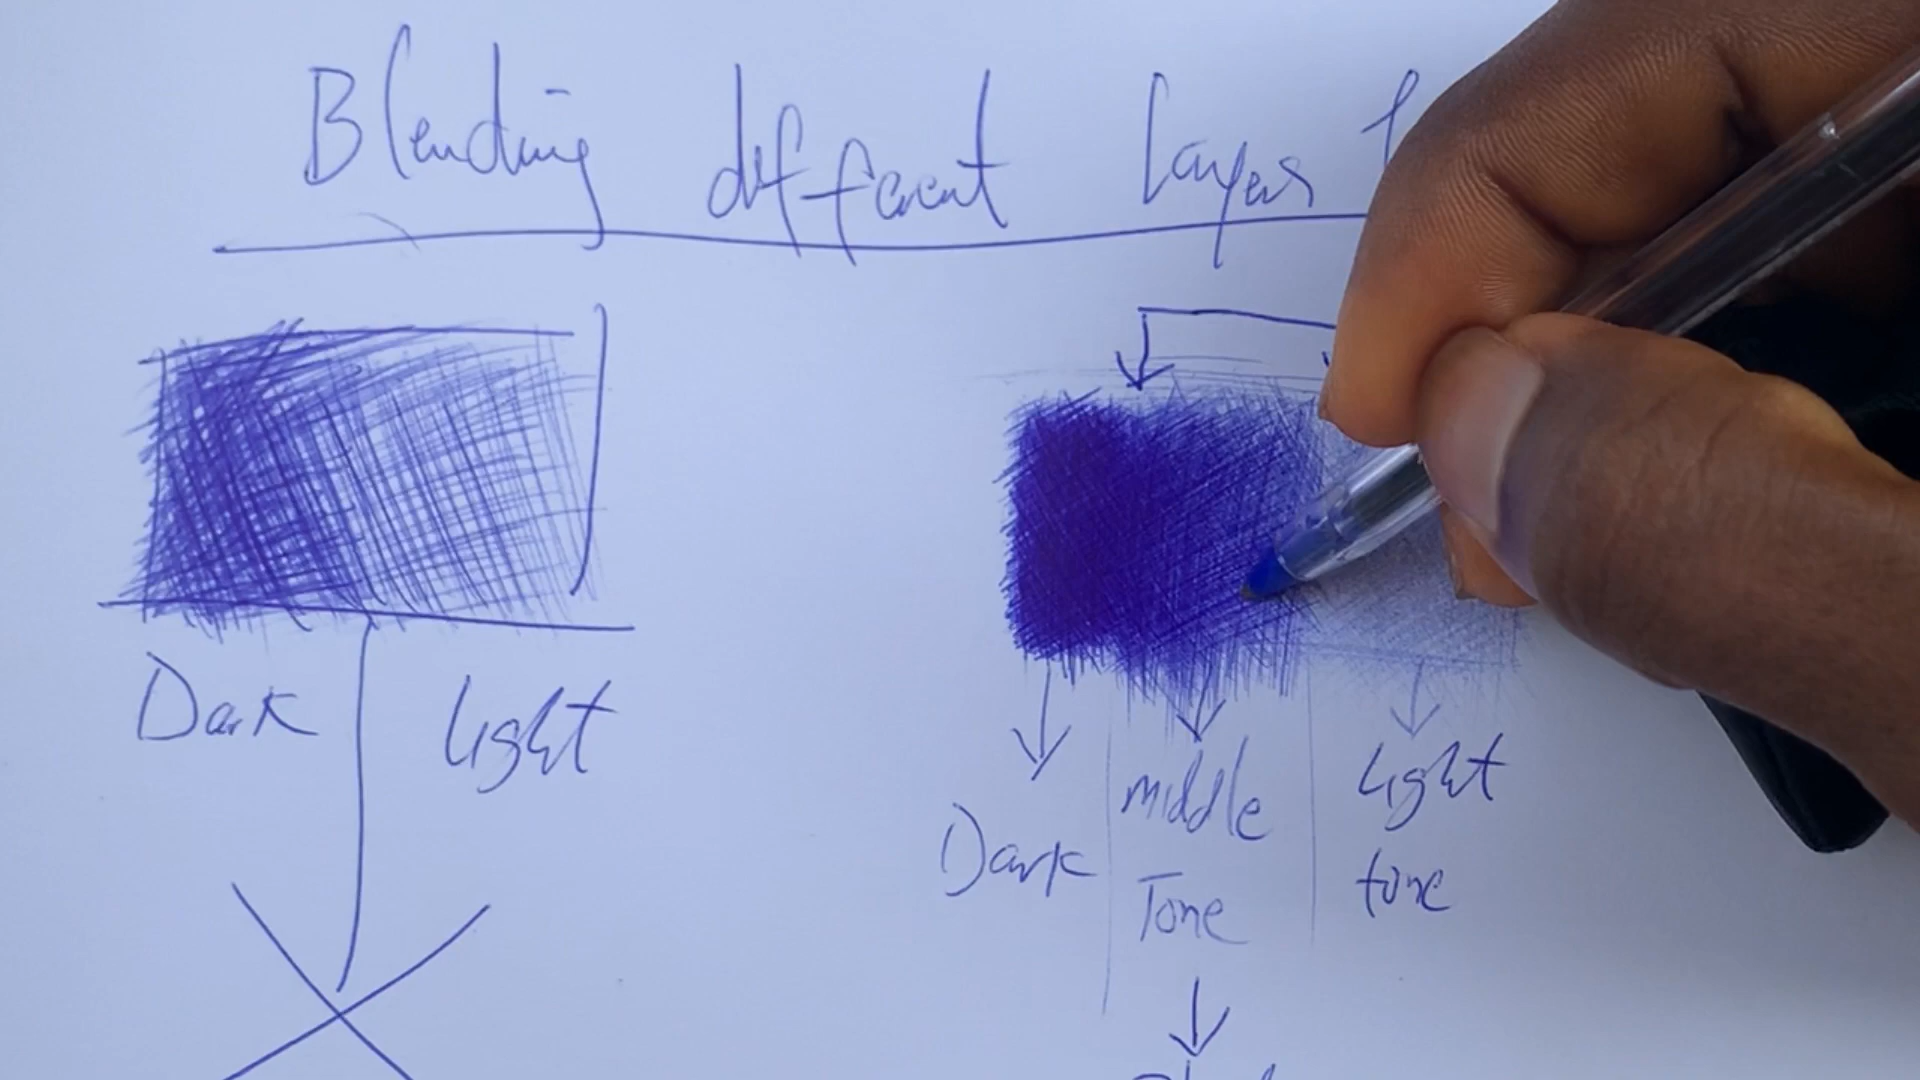 Blending different layers
Dark light
Dark middle Tone light tone